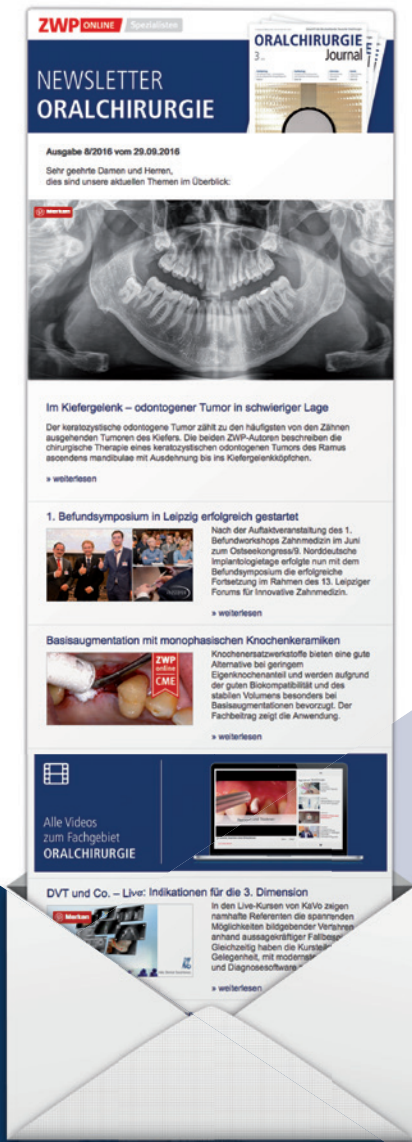 ZWP ONLINE Spezialisten
ORALCHIRURGIE
Journal
3
NEWSLETTER
ORALCHIRURGIE
Ausgabe 8/2016 vom 29.09.2016
Sehr geehrte Damen und Herren,
dies sind unsere aktuellen Themen im Überblick:
Merken
Im Kiefergelenk – odontogener Tumor in schwieriger Lage
Der keratozystische odontogene Tumor zählt zu den häufigsten von den Zähnen
ausgehenden Tumoren des Kiefers. Die beiden ZWP-Autoren beschreiben die
chirurgische Therapie eines keratozystischen odontogenen Tumors des Ramus
ascendens mandibulae mit Ausdehnung bis ins Kiefergelenkköpfchen.
» weiterlesen
1. Befundsymposium in Leipzig erfolgreich gestartet
Nach der Auftaktveranstaltung des 1.
Befundworkshops Zahnmedizin im Juni
zum Ostseekongress/9. Norddeutsche
Implantologietage erfolgte nun mit dem
Befundsymposium die erfolgreiche
Fortsetzung im Rahmen des 13. Leipziger
Forums für Innovative Zahnmedizin.
» weiterlesen
Basisaugmentation mit monophasischen Knochenkeramiken
ZWP
online
CME
Knochenersatzwerkstoffe bieten eine gute
Alternative bei geringem
Eigenknochenanteil und werden aufgrund
der guten Biokompatibilität und des
stabilen Volumens besonders bei
Basisaugmentationen bevorzugt. Der
Fachbeitrag zeigt die Anwendung.
» weiterlesen
Alle Videos
zum Fachgebiet
ORALCHIRURGIE
DVT und Co. – Live: Indikationen für die 3. Dimension
Merken
In den Live-Kursen von KaVo zeigen
namhafte Referenten die spannenden
Möglichkeiten bildgebender Verfahren
anhand aussagekräftiger
Gleichzeitig haben die
Gelegenheit, mit
und Diagnosesoftware
» weiterlesen